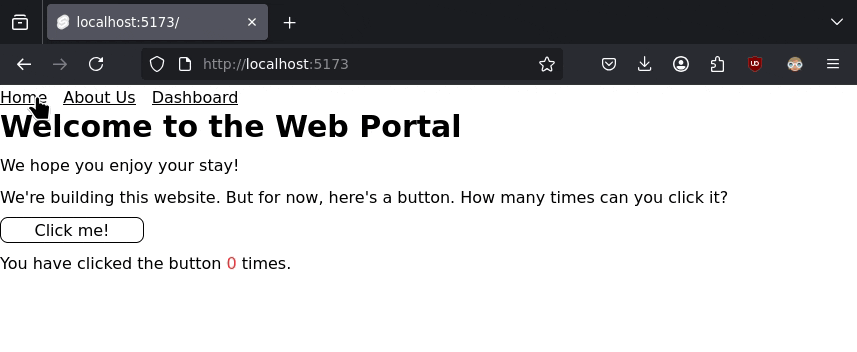 localhost:5173/
http://localhost:5173
UD
Home About Us Dashboard
Welcome to the Web Portal
We hope you enjoy your stay!
We're building this website. But for now, here's a button. How many times can you click it?
Click me!
You have clicked the button 0 times.